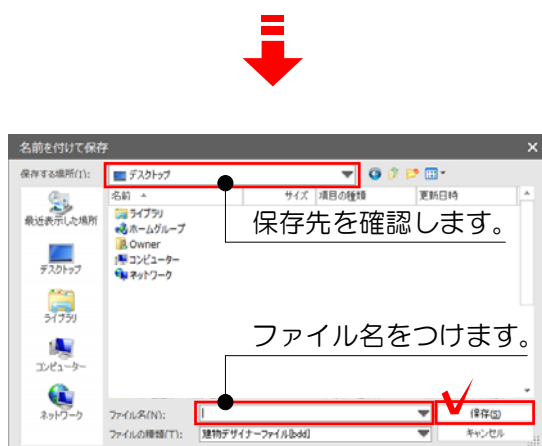 名前を付けて保存
保存する場所(I):
デスクトップ
名前 サイズ 項目の種類 更新日時
最近表示した場所
デスクトップ
ライブラリ
コンピューター
ネットワーク
ライブラリ
ホームグループ
Owner
コンピューター
ネットワーク
保存先を確認します。
ファイル名をつけます。
ファイル名(N):
保存(S)
ファイルの種類(T):
建物デザイナーファイル[bdd]
キャンセル